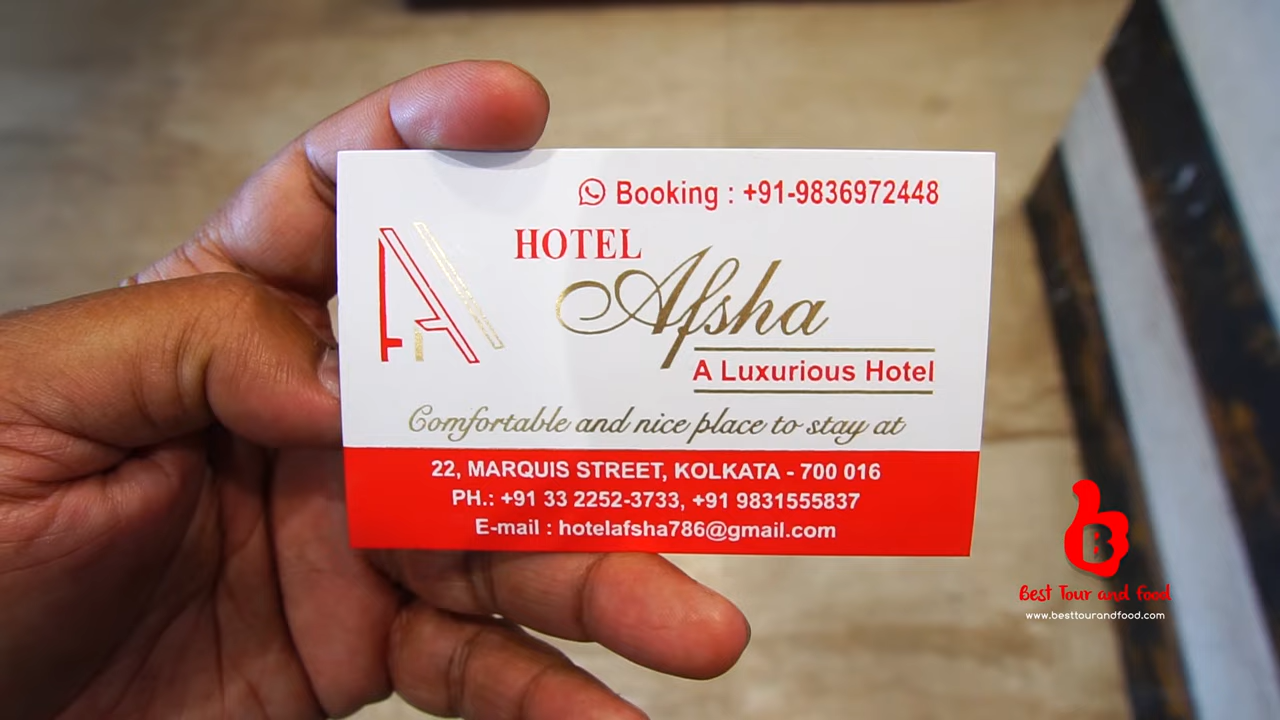 Booking : +91-9836972448
HOTEL
Afsha
A Luxurious Hotel
Comfortable and nice place to stay at
22, MARQUIS STREET, KOLKATA - 700 016
PH.: +91 33 2252-3733, +91 9831555837
E-mail : hotelafsha786@gmail.com
B
Best Tour and food
www.besttourandfood.com